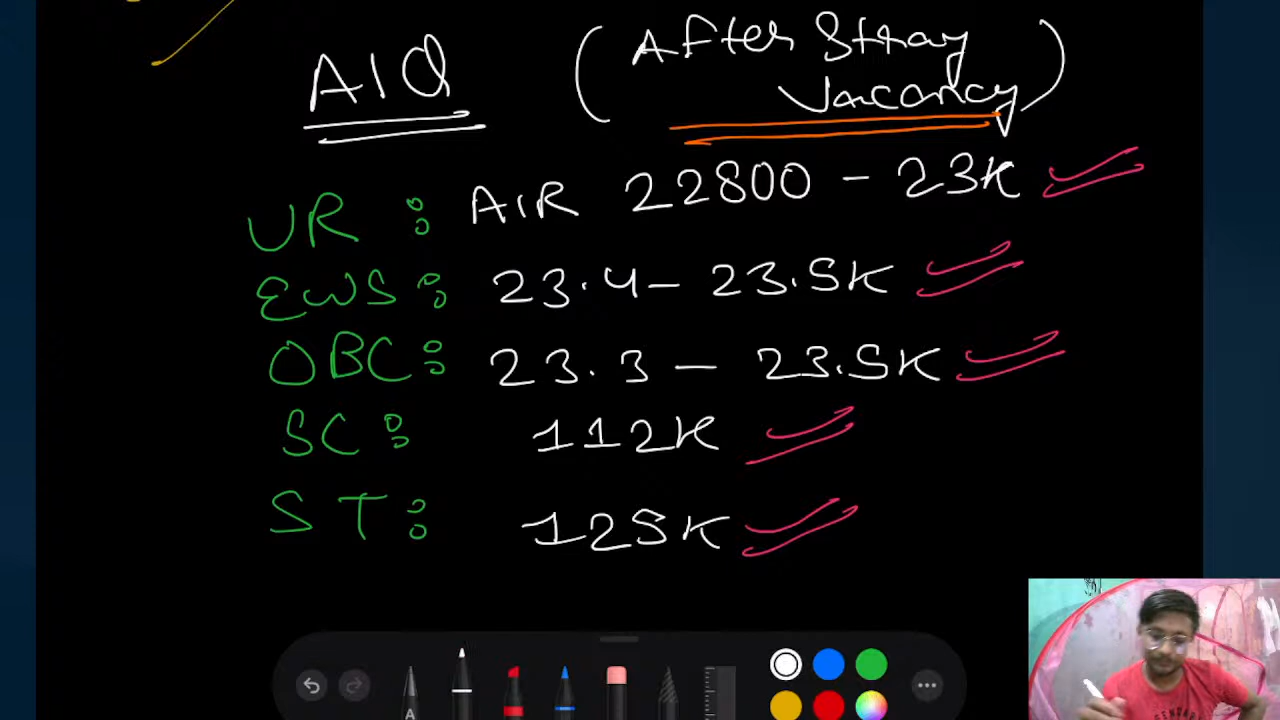 AIQ (After Stray
Vacancy)
UR : AIR 22800 - 23K
EWS : 23.4 - 23.5K
OBC : 23.3 - 23.5K
SC : 112K
ST : 125K
A